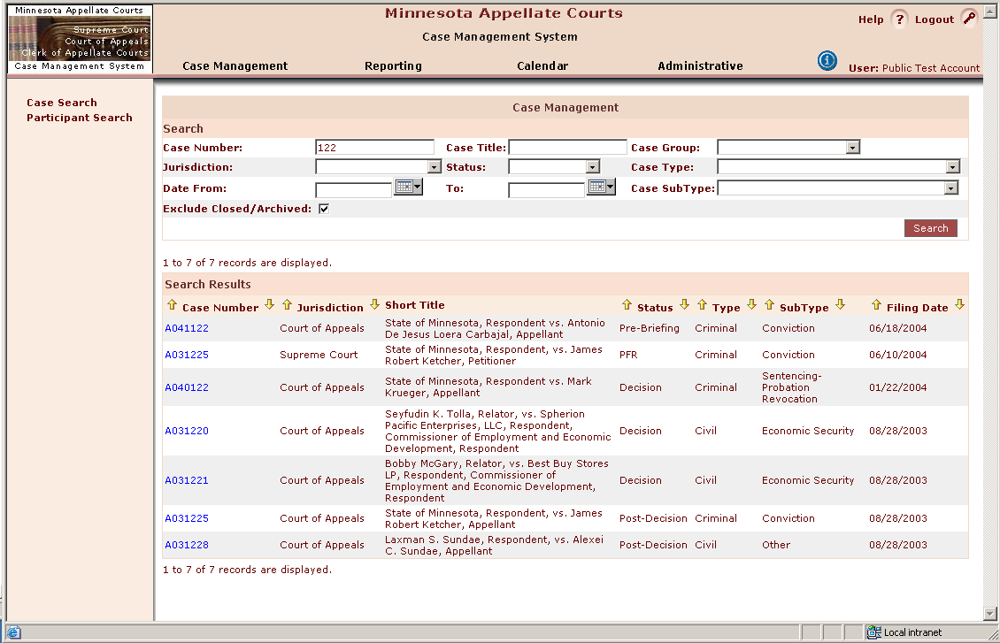 Minnesota Appellate Courts
Supreme Court
Court of Appeals
Clerk of Appellate Courts
Case Management System
Minnesota Appellate Courts
Case Management System
Help ? Logout
Case Management Reporting Calendar Administrative
User: Public Test Account
Case Search
Participant Search
Case Management
Search
Case Number: 122 Case Title: Case Group:
Jurisdiction: Status: Case Type:
Date From: To: Case SubType:
Exclude Closed/Archived:
Search
1 to 7 of 7 records are displayed.
Search Results
Case Number Jurisdiction Short Title Status Type SubType Filing Date
A041122 Court of Appeals State of Minnesota, Respondent vs. Antonio De Jesus Loera Carbajal, Appellant Pre-Briefing Criminal Conviction 06/18/2004
A031225 Supreme Court State of Minnesota, Respondent, vs. James Robert Ketcher, Petitioner PFR Criminal Conviction 06/10/2004
A040122 Court of Appeals State of Minnesota, Respondent vs. Mark Krueger, Appellant Decision Criminal Sentencing-Probation Revocation 01/22/2004
A031220 Court of Appeals Seyfudin K. Tolla, Relator, vs. Spherion Pacific Enterprises, LLC, Respondent, Commissioner of Employment and Economic Development, Respondent Decision Civil Economic Security 08/28/2003
A031221 Court of Appeals Bobby McGary, Relator, vs. Best Buy Stores LP, Respondent, Commissioner of Employment and Economic Development, Respondent Decision Civil Economic Security 08/28/2003
A031225 Court of Appeals State of Minnesota, Respondent, vs. James Robert Ketcher, Appellant Post-Decision Criminal Conviction 08/28/2003
A031228 Court of Appeals Laxman S. Sundae, Respondent, vs. Alexei C. Sundae, Appellant Post-Decision Civil Other 08/28/2003
1 to 7 of 7 records are displayed.
Local intranet